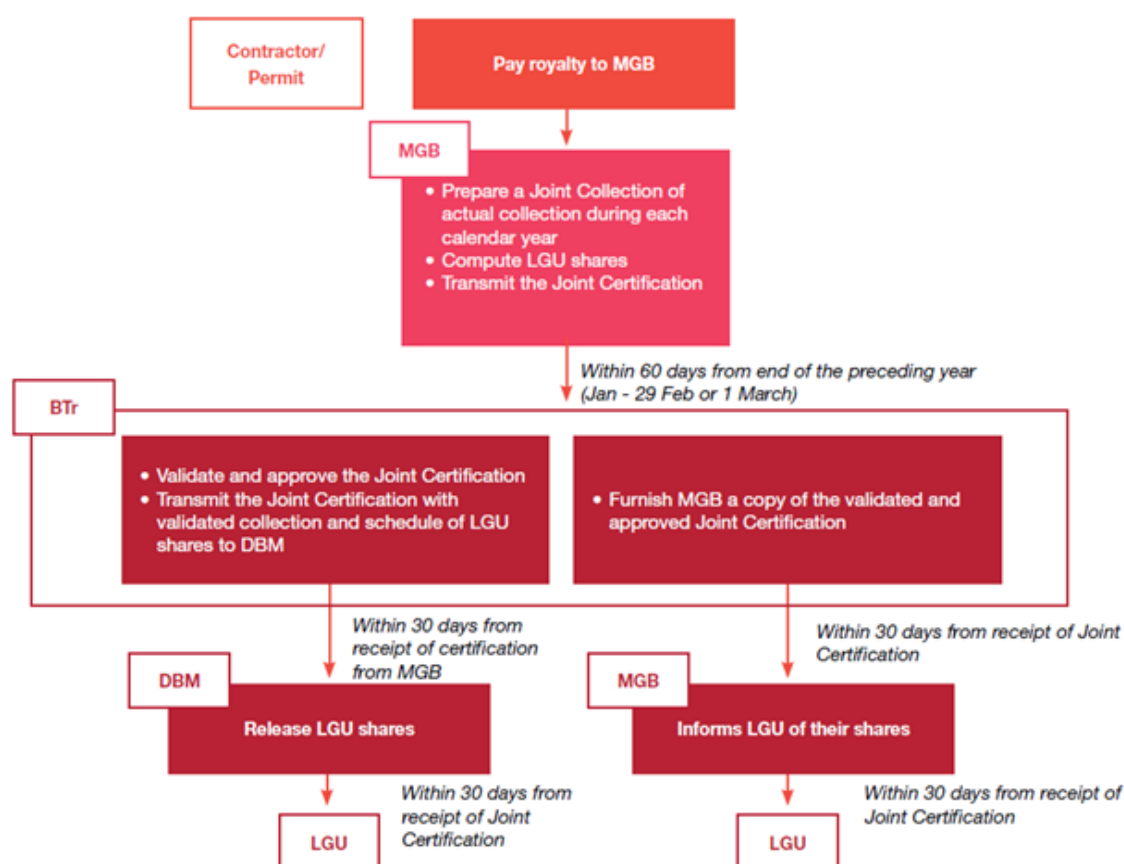 Contractor/
Permit
Pay royalty to MGB
MGB
• Prepare a Joint Collection of
actual collection during each
calendar year
• Compute LGU shares
• Transmit the Joint Certification
Within 60 days from end of the preceding year
(Jan - 29 Feb or 1 March)
BTr
• Validate and approve the Joint Certification
• Transmit the Joint Certification with
validated collection and schedule of LGU
shares to DBM
• Furnish MGB a copy of the validated and
approved Joint Certification
Within 30 days from
receipt of certification
from MGB
Within 30 days from receipt of Joint
Certification
DBM
Release LGU shares
MGB
Informs LGU of their shares
Within 30 days from
receipt of Joint
Certification
Within 30 days from receipt of
Joint Certification
LGU
LGU